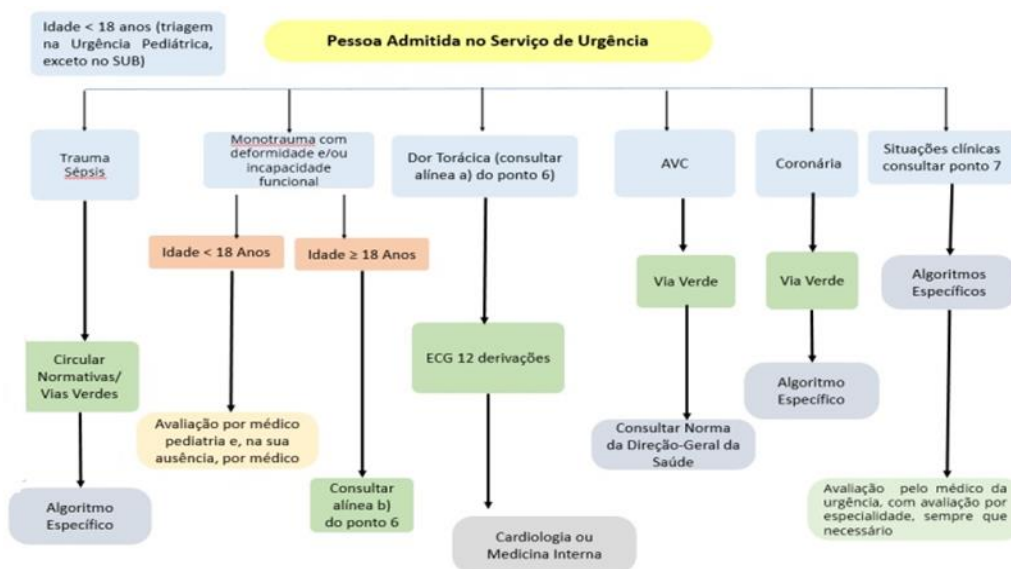 Idade < 18 anos (triagem
na Urgência Pediátrica,
exceto no SUB)
Pessoa Admitida no Serviço de Urgência
Trauma
Sépsis
Monotrauma com
deformidade e/ou
incapacidade
funcional
Dor Torácica (consultar
alínea a) do ponto 6)
AVC
Coronária
Situações clínicas
consultar ponto 7
Idade < 18 Anos
Idade ≥ 18 Anos
Via Verde
Via Verde
Algoritmos
Específicos
Circular
Normativas/
Vias Verdes
ECG 12 derivações
Algoritmo
Específico
Avaliação por médico
pediatria e, na sua
ausência, por médico
Consultar Norma
da Direção-Geral da
Saúde
Algoritmo
Específico
Consultar
alínea b)
do ponto 6
Cardiologia ou
Medicina Interna
Avaliação pelo médico da
urgência, com avaliação por
especialidade, sempre que
necessário